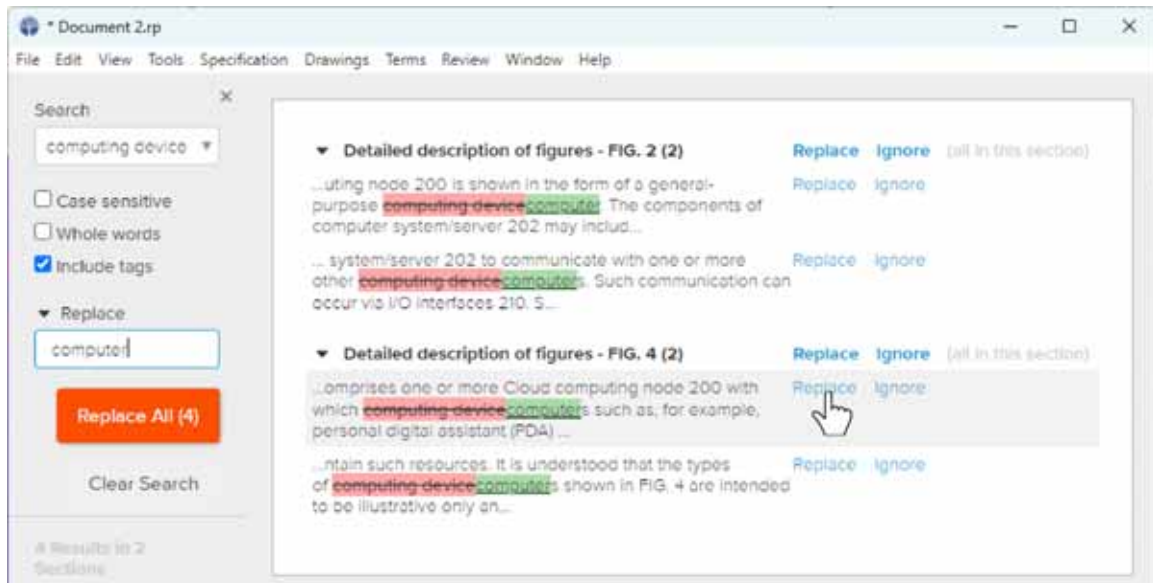 * Document 2.rp
File Edit View Tools Specification Drawings Terms Review Window Help
Search
computing device
Case sensitive
Whole words
Include tags
Replace
computer
Replace All (4)
Clear Search
4 Results in 2
Sections
Detailed description of figures - FIG. 2 (2) Replace Ignore (all in this section)
...uting node 200 is shown in the form of a general- Replace Ignore
purpose computing devicecomputer. The components of
computer system/server 202 may includ...
... system/server 202 to communicate with one or more Replace Ignore
other computing devicecomputers. Such communication can
occur via I/O interfaces 210. S...
Detailed description of figures - FIG. 4 (2) Replace Ignore (all in this section)
...omprises one or more Cloud computing node 200 with Replace Ignore
which computing devicecomputers such as, for example,
personal digital assistant (PDA) ...
...ntain such resources. It is understood that the types Replace Ignore
of computing devicecomputers shown in FIG. 4 are intended
to be illustrative only an...